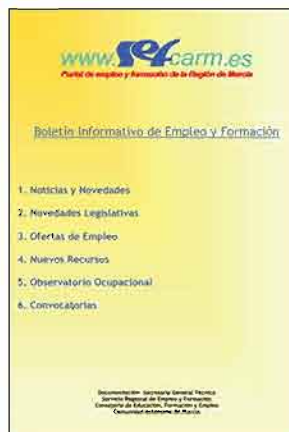 www.sefcarm.es
Portal de empleo y formación de la Región de Murcia
Boletín Informativo de Empleo y Formación
1. Noticias y Novedades
2. Novedades Legislativas
3. Ofertas de Empleo
4. Nuevos Recursos
5. Observatorio Ocupacional
6. Convocatorias
Documentación. Secretaría General Técnica
Servicio Regional de Empleo y Formación
Consejería de Educación, Formación y Empleo
Comunidad Autónoma de Murcia